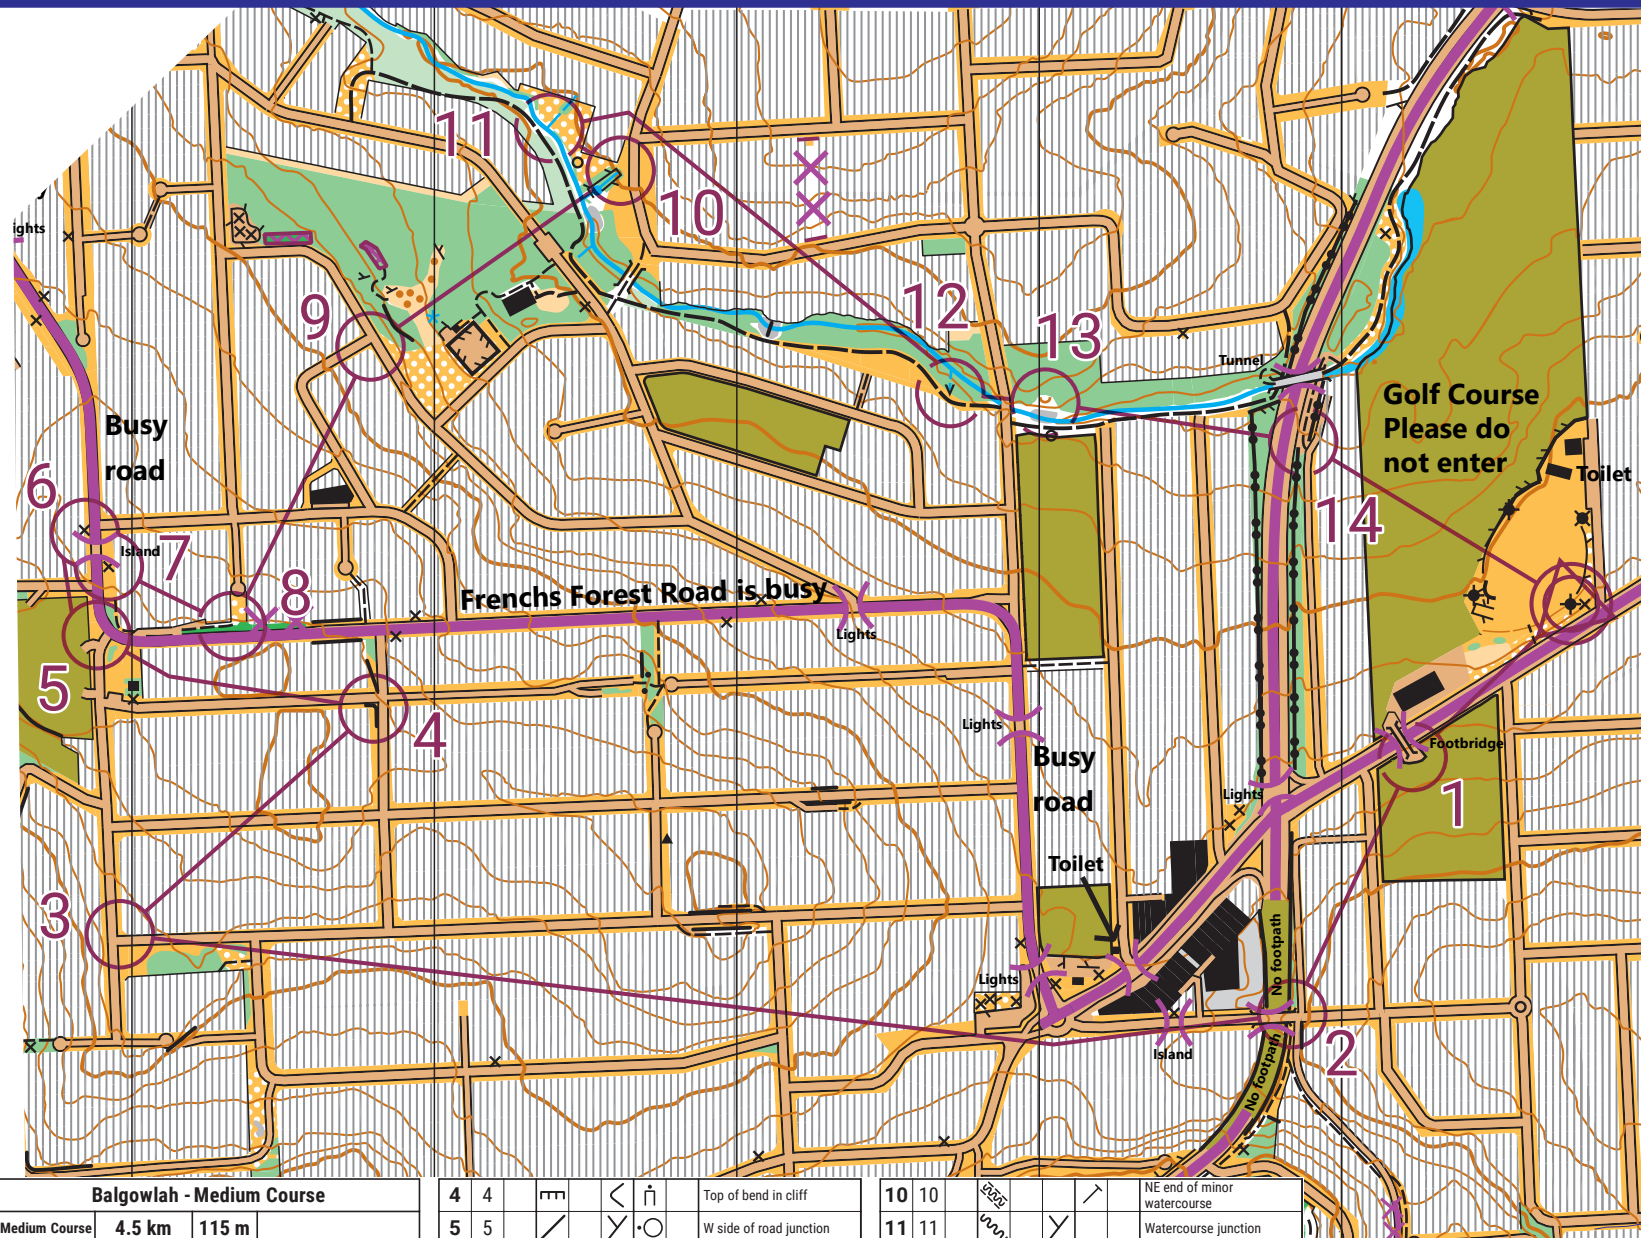 11
10
ights
9
12
13
Tunnel
Golf Course
Please do
not enter
Busy
road
Toilet
6
Island
7
14
8
Frenchs Forest Road is busy
Lights
5
4
Lights
Footbridge
Busy
road
Lights
1
Toilet
3
No footpath
Lights
2
Island
No footpath
Balgowlah - Medium Course
Medium Course 4.5 km 115 m
4 4 Top of bend in cliff
5 5 W side of road junction
10 10 NE end of minor
watercourse
11 11 Watercourse junction